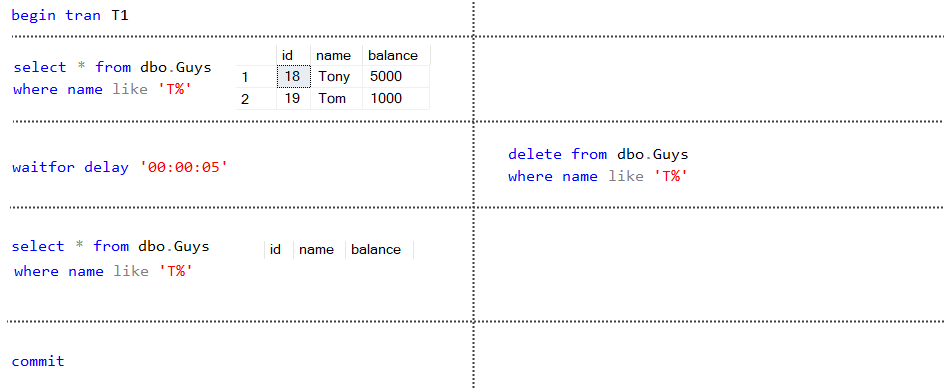 begin tran T1
select * from dbo.Guys
where name like 'T%'
id name balance
1 18 Tony 5000
2 19 Tom 1000
waitfor delay '00:00:05'
delete from dbo.Guys
where name like 'T%'
select * from dbo.Guys
where name like 'T%'
id name balance
commit